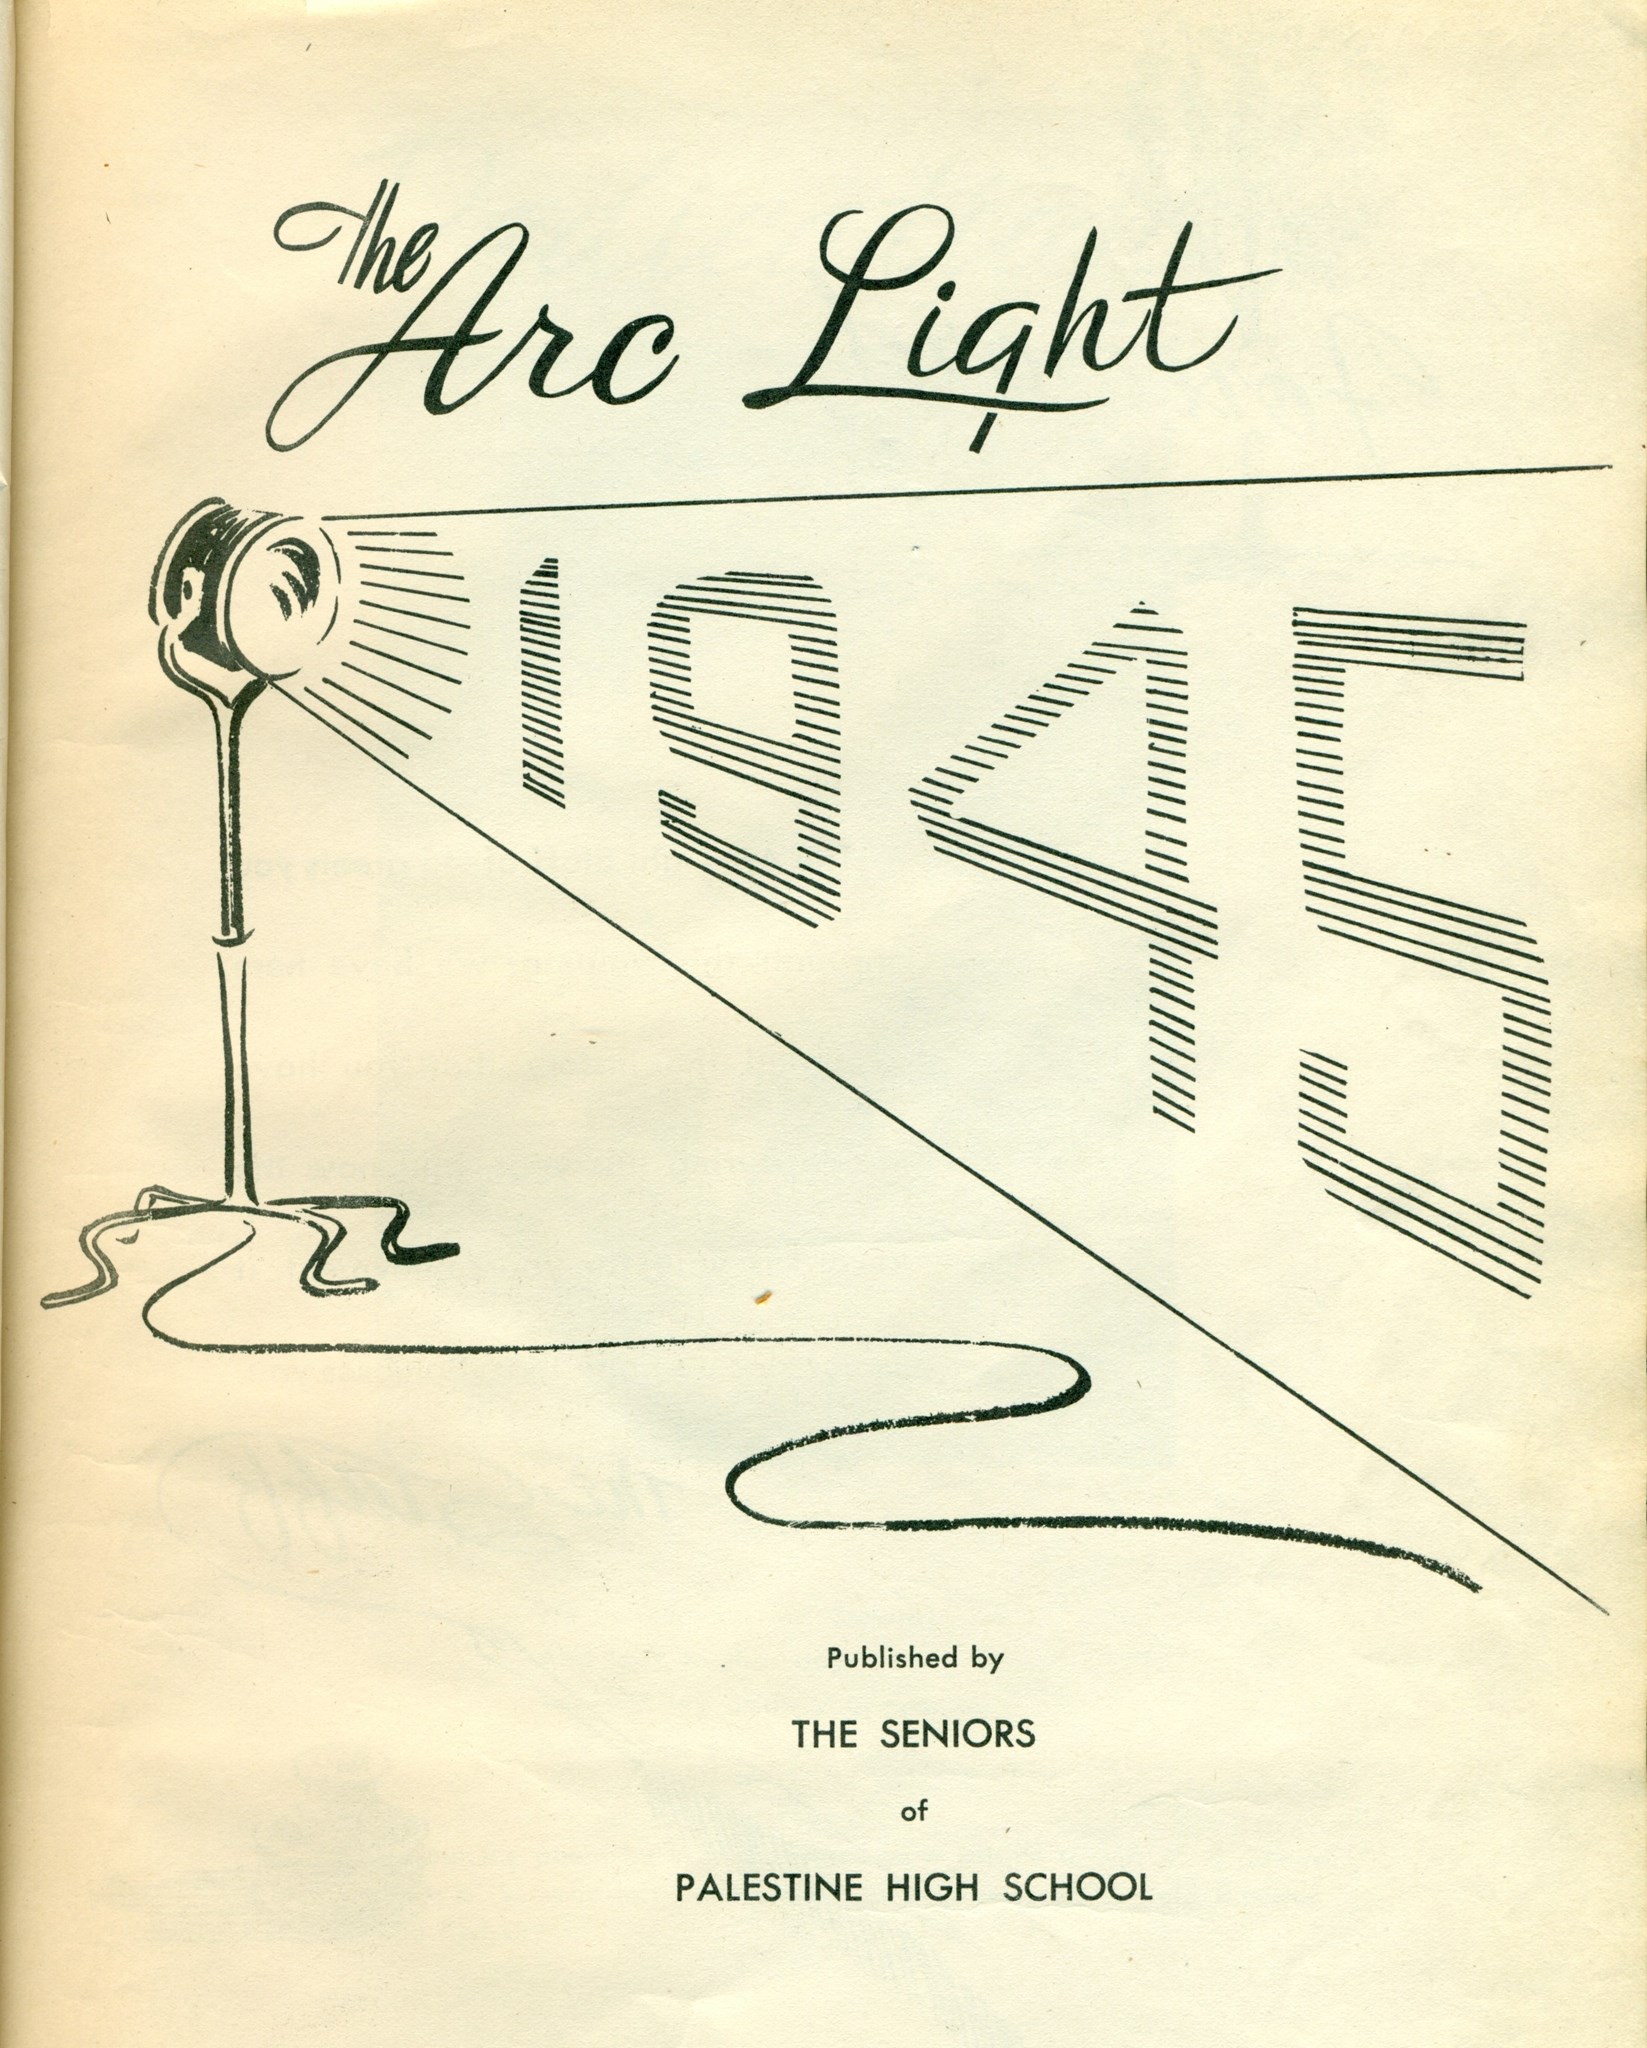 The
Arc Light
1945
Published by
THE SENIORS
of
PALESTINE HIGH SCHOOL